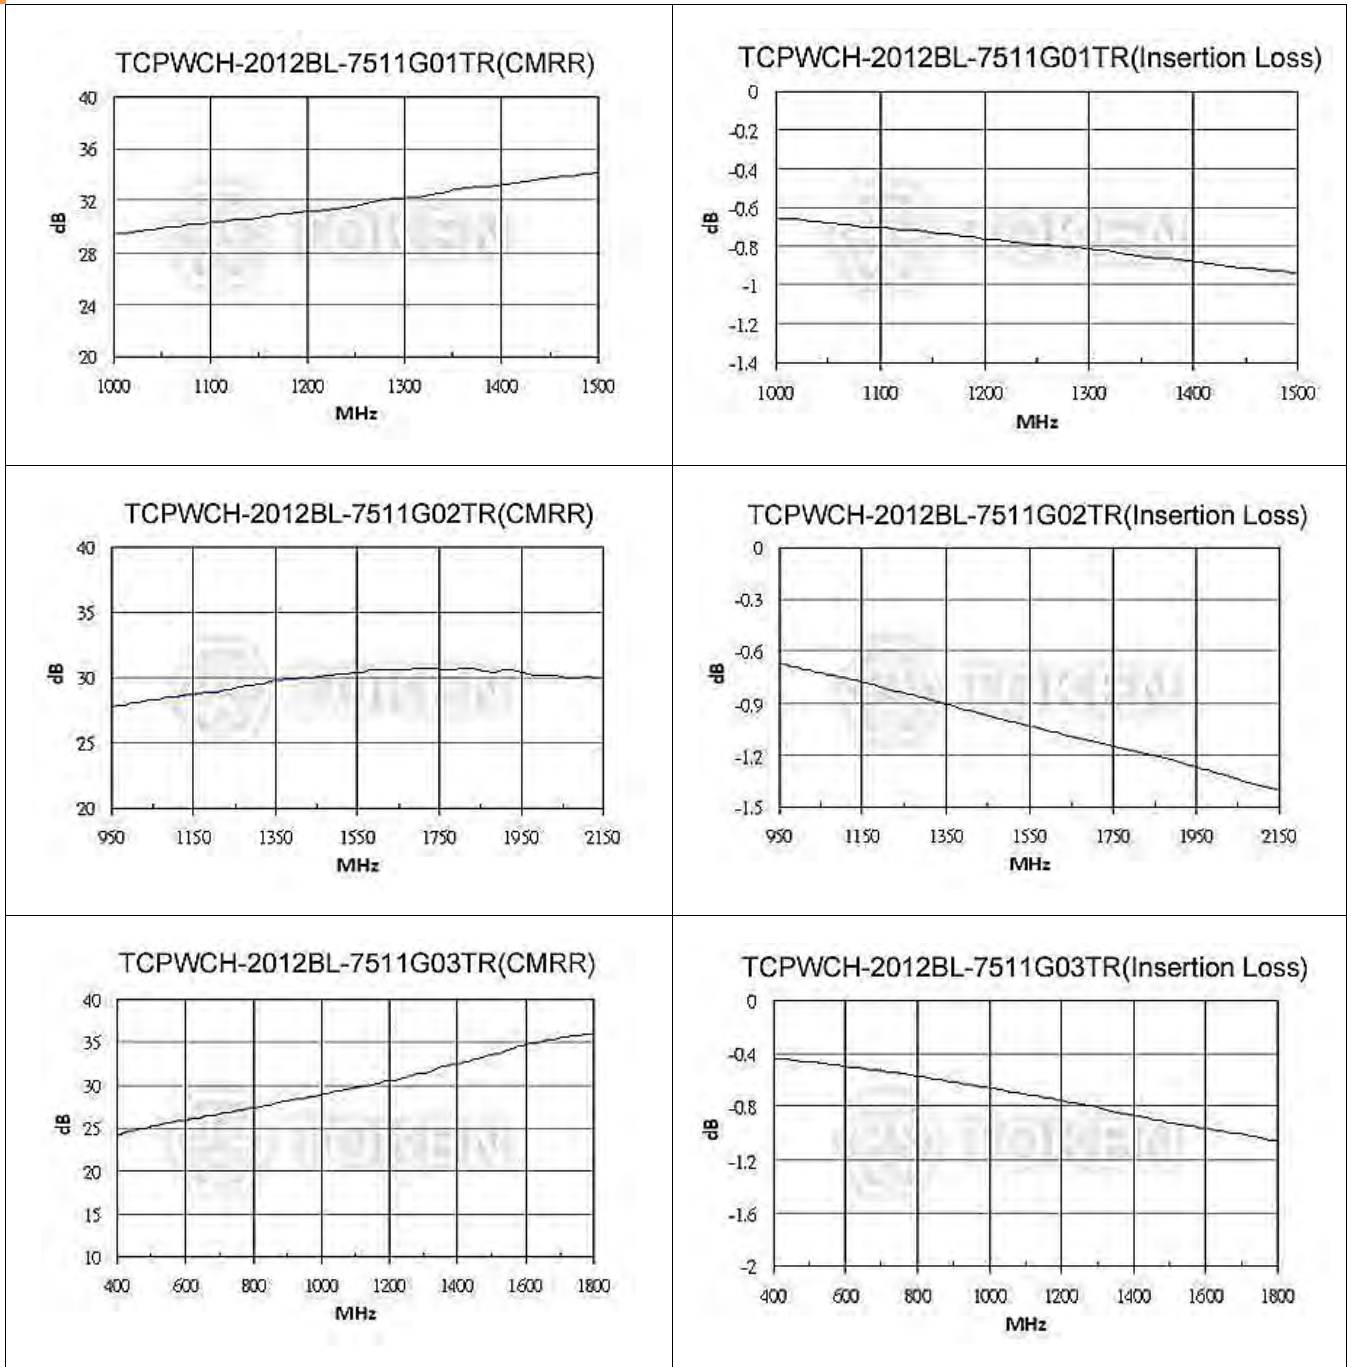 TCPWCH-2012BL-7511G01TR(CMRR)
40
36
32
28
24
20
dB
1000 1100 1200 1300 1400 1500
MHz
TCPWCH-2012BL-7511G01TR(Insertion Loss)
0
-0.2
-0.4
-0.6
-0.8
-1
-1.2
-1.4
dB
1000 1100 1200 1300 1400 1500
MHz
TCPWCH-2012BL-7511G02TR(CMRR)
40
35
30
25
20
dB
950 1150 1350 1550 1750 1950 2150
MHz
TCPWCH-2012BL-7511G02TR(Insertion Loss)
0
-0.3
-0.6
-0.9
-1.2
-1.5
dB
950 1150 1350 1550 1750 1950 2150
MHz
TCPWCH-2012BL-7511G03TR(CMRR)
40
35
30
25
20
15
10
dB
400 600 800 1000 1200 1400 1600 1800
MHz
TCPWCH-2012BL-7511G03TR(Insertion Loss)
0
-0.4
-0.8
-1.2
-1.6
-2
dB
400 600 800 1000 1200 1400 1600 1800
MHz